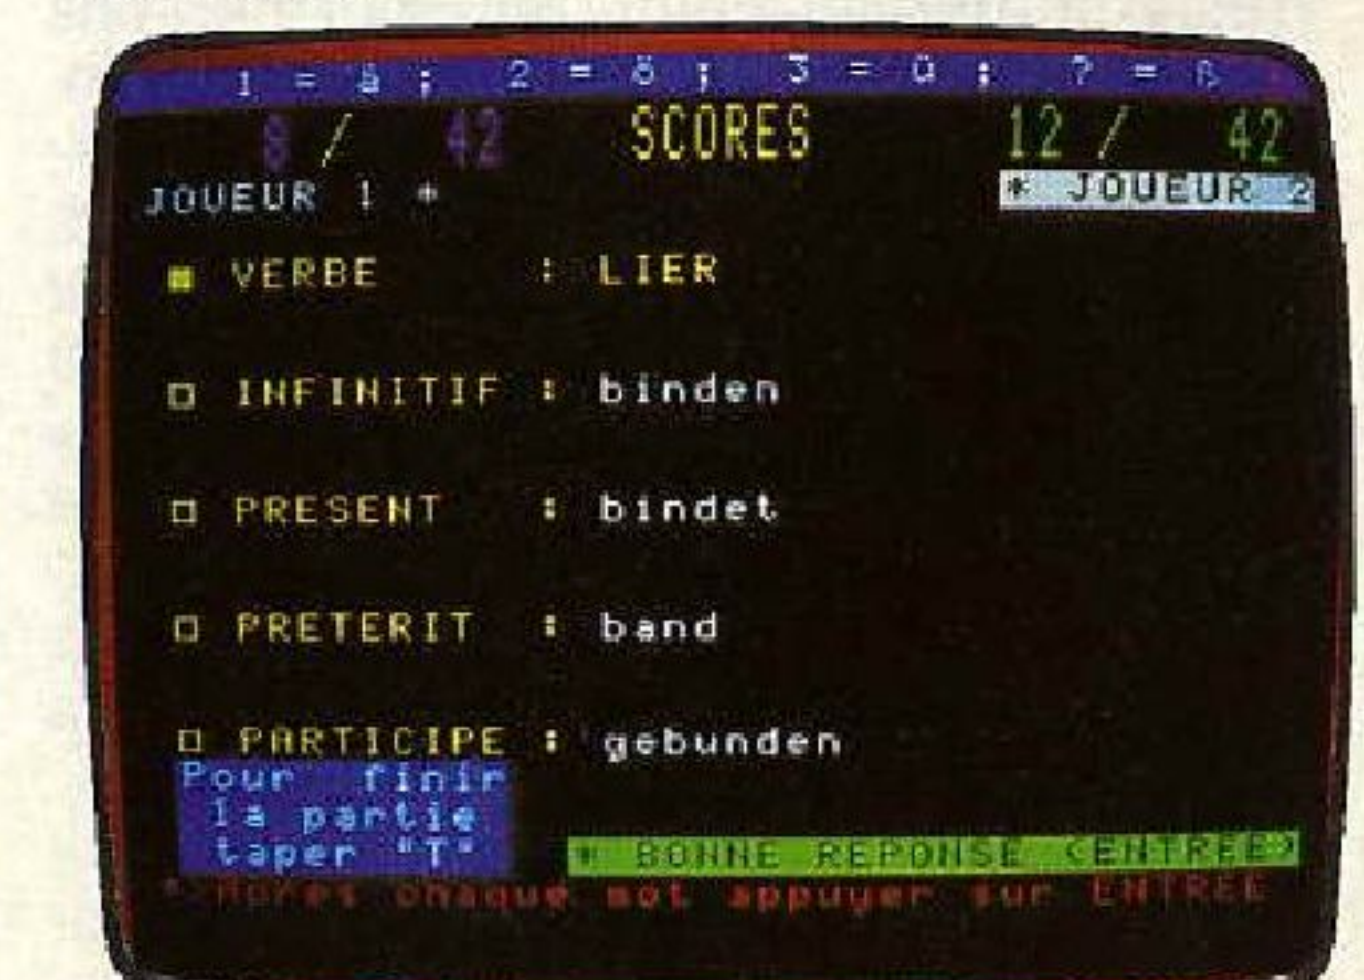 1 = ä ; 2 = ö ; 3 = ü ; ? = ß
8 / 42 SCORES 12 / 42
JOUEUR 1 * * JOUEUR 2
VERBE : LIER
INFINITIF : binden
PRESENT : bindet
PRETERIT : band
PARTICIPE : gebunden
Pour finir
la partie
taper "T"
* BONNE REPONSE <ENTREE>
* Apres chaque mot appuyer sur ENTREE